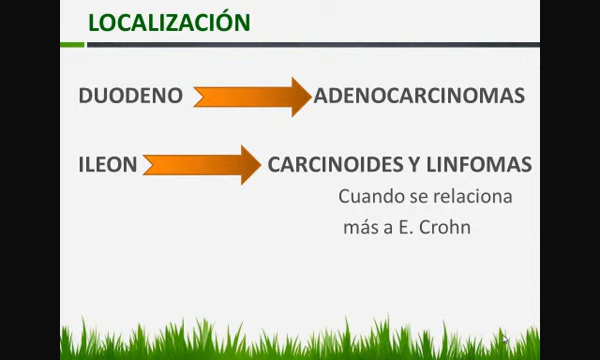 LOCALIZACIÓN
DUODENO ADENOCARCINOMAS
ILEON CARCINOIDES Y LINFOMAS
Cuando se relaciona
más a E. Crohn